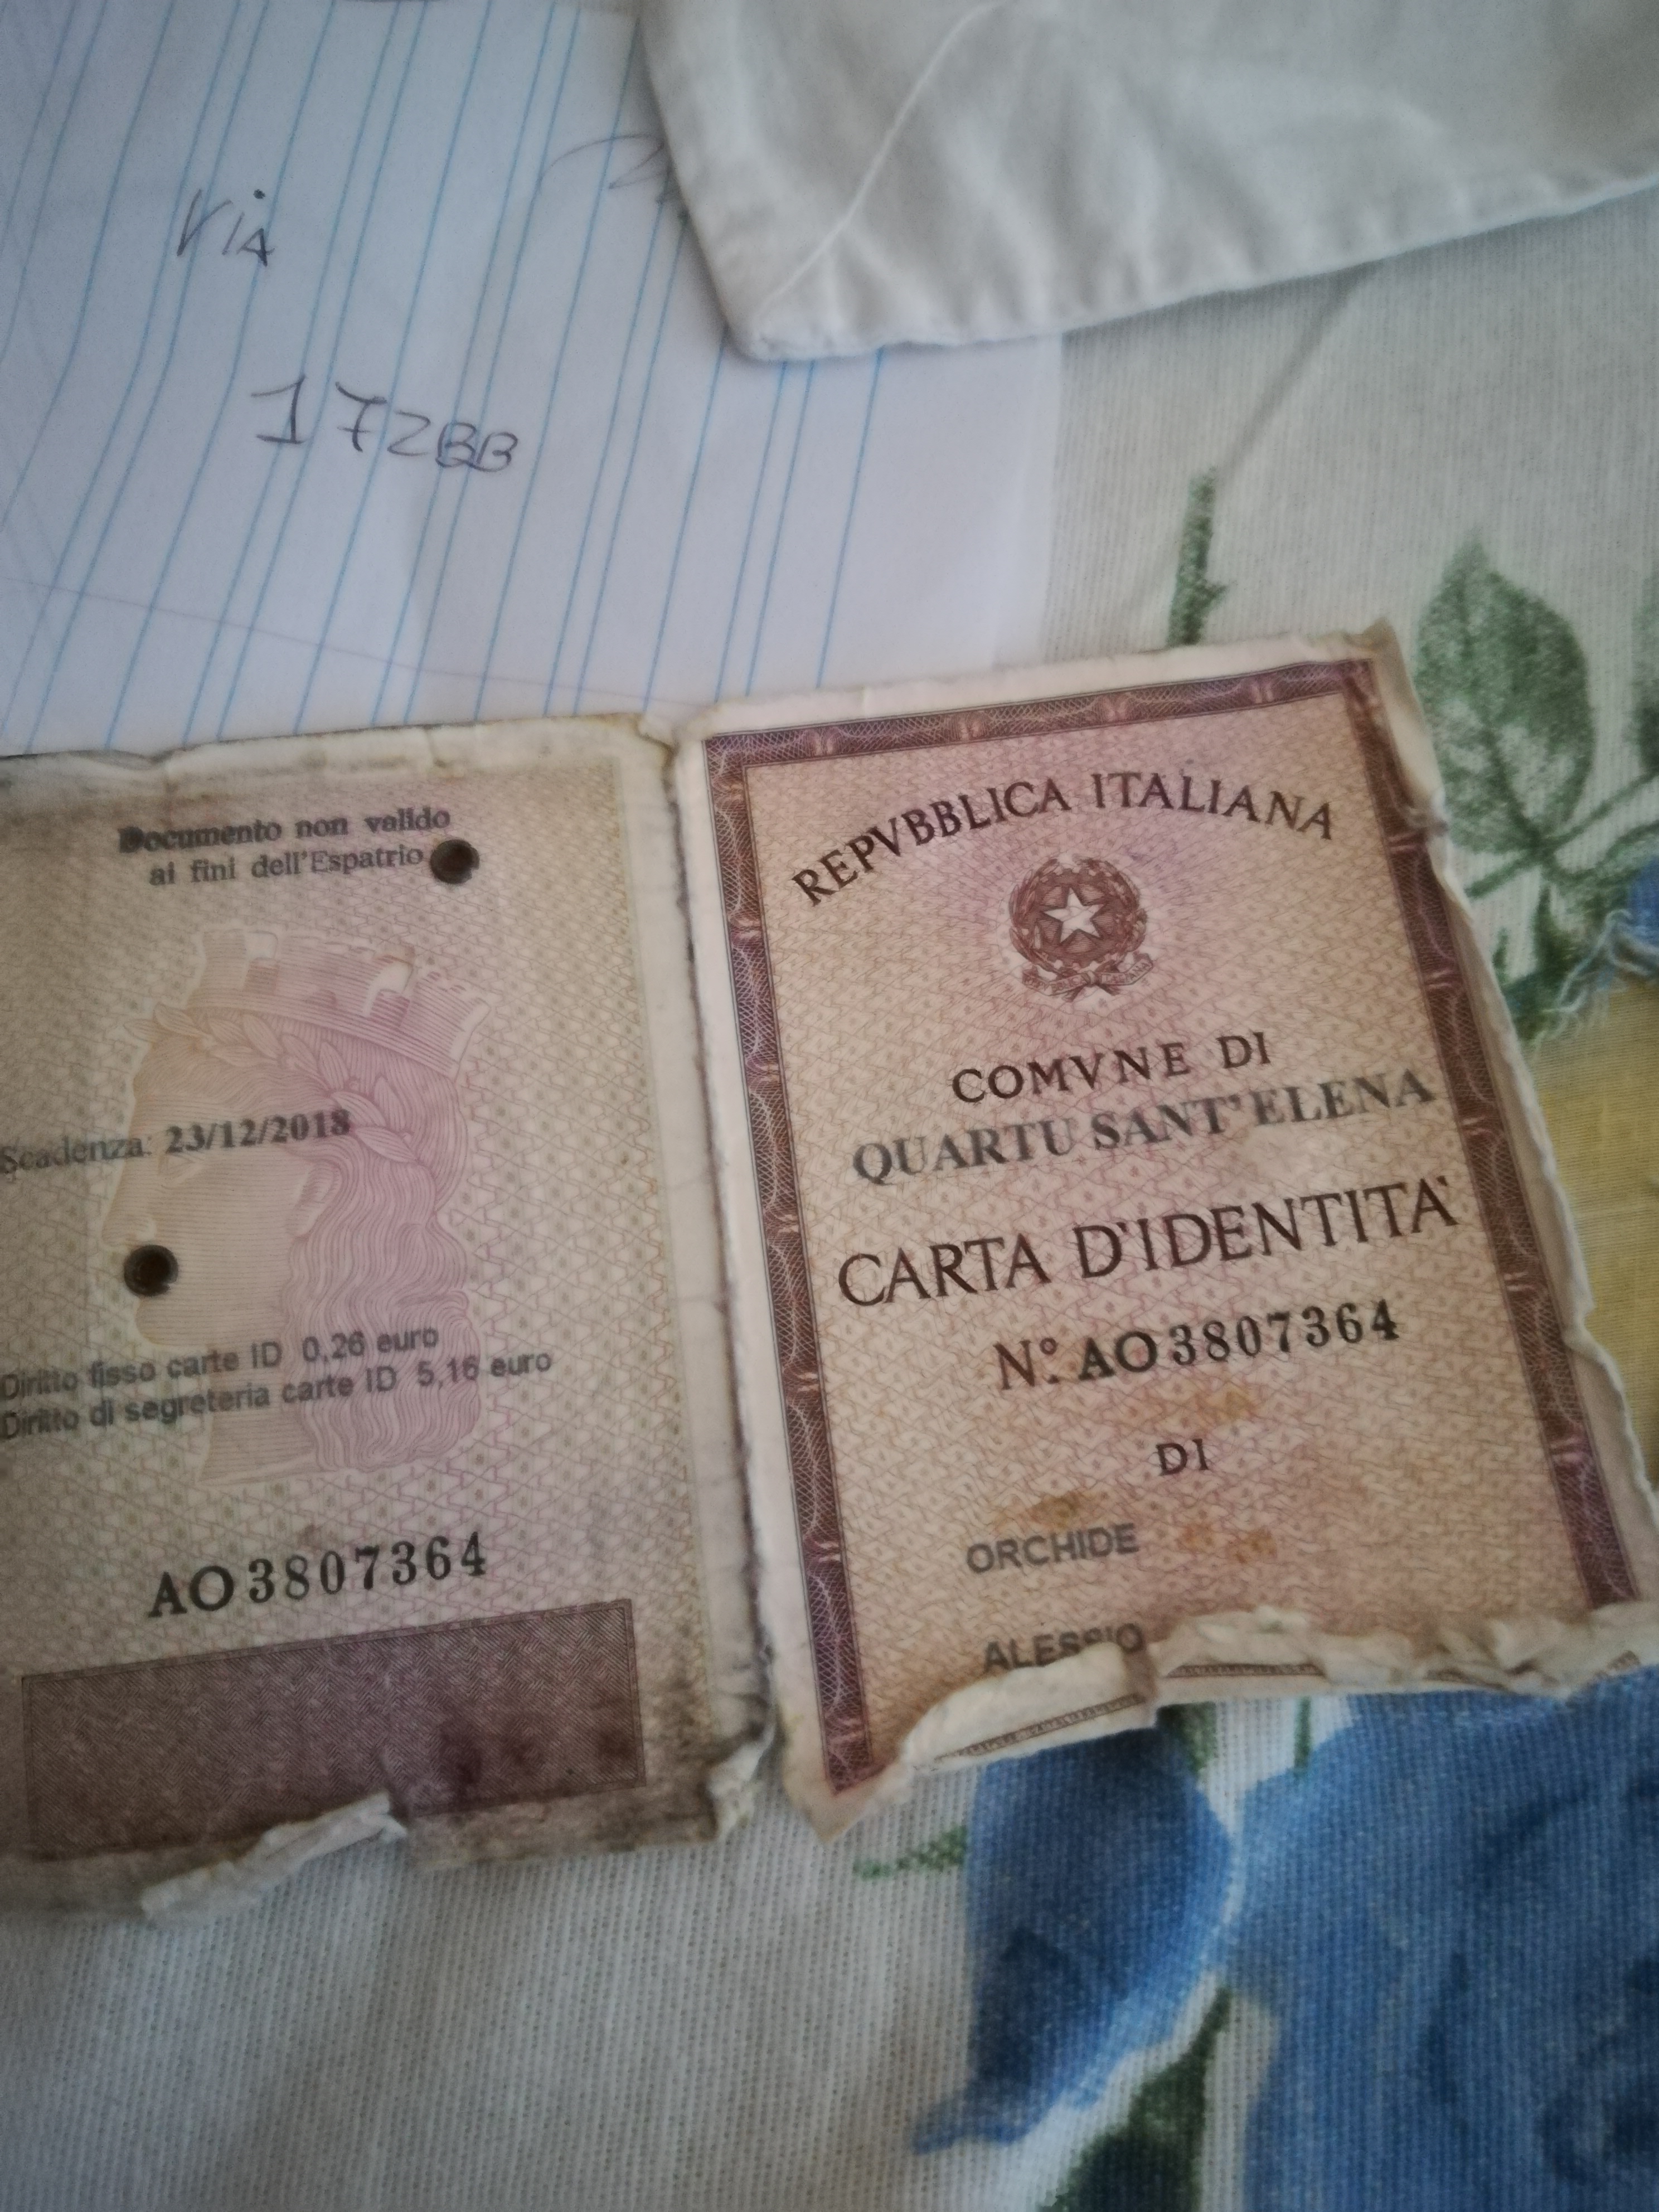 Via
172BB
Documento non valido
ai fini dell'Espatrio
Scadenza: 23/12/2018
Diritto fisso carte ID 0,26 euro
Diritto di segreteria carte ID 5,16 euro
AO3807364
REPVBBLICA ITALIANA
COMVNE DI
QUARTU SANT'ELENA
CARTA D'IDENTITA'
N°. AO3807364
DI
ORCHIDE
ALESSIO